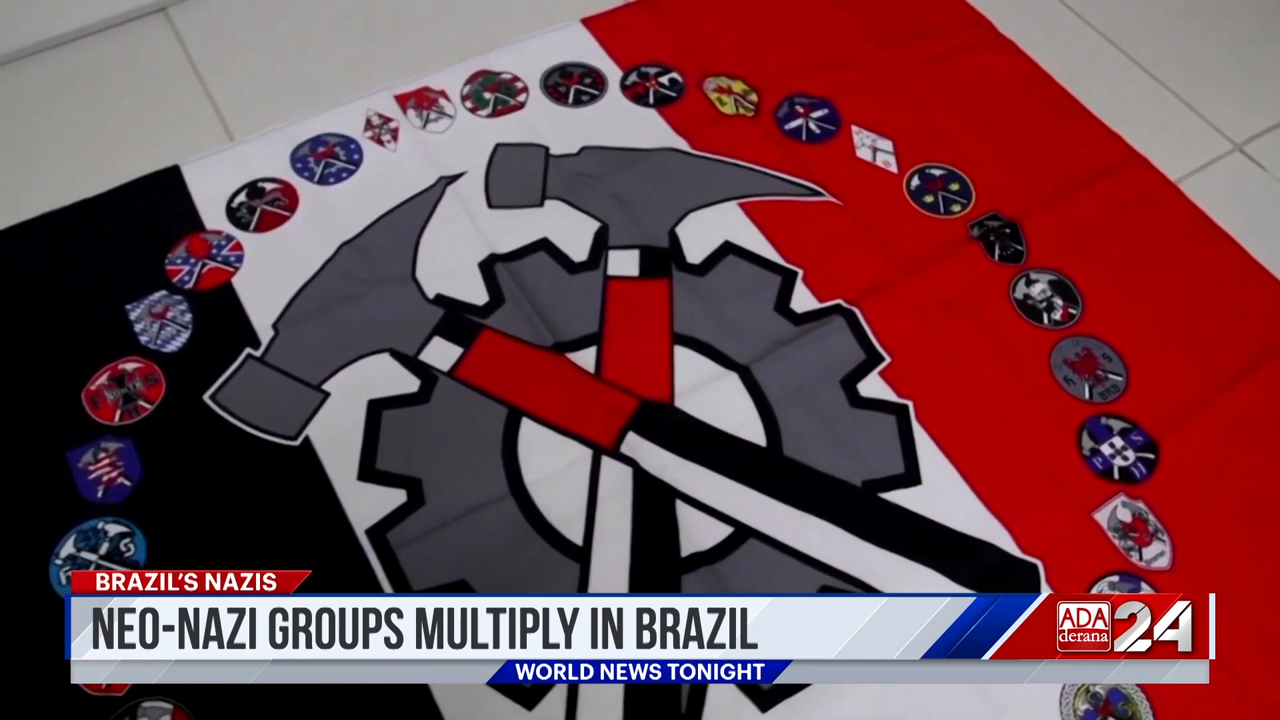 BRAZIL'S NAZIS
NEO-NAZI GROUPS MULTIPLY IN BRAZIL
ADA
derana
24
WORLD NEWS TONIGHT